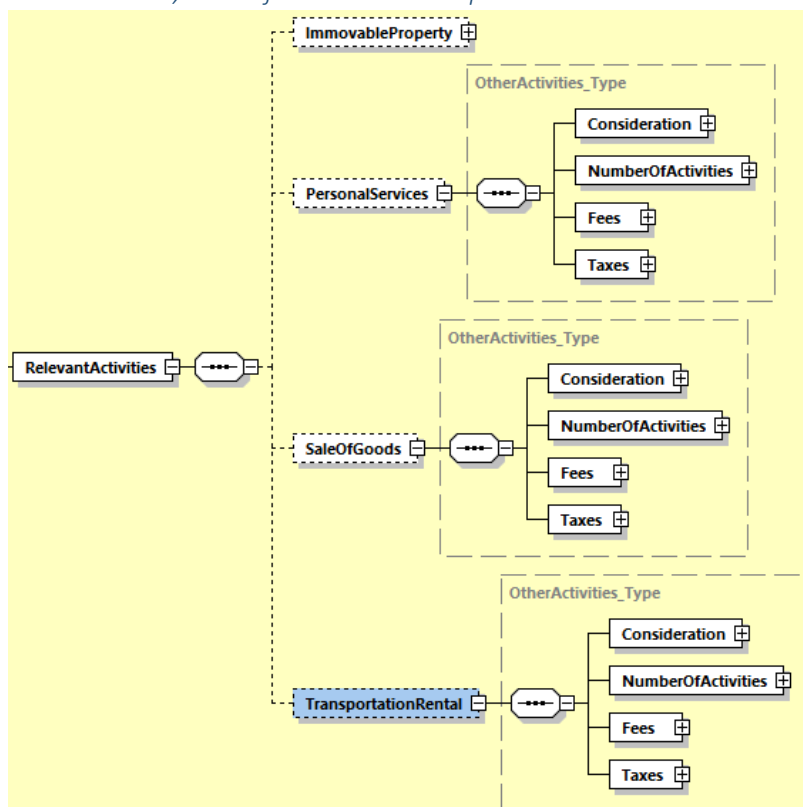 ImmovableProperty
OtherActivities_Type
Consideration
NumberOfActivities
PersonalServices
Fees
Taxes
OtherActivities_Type
RelevantActivities
Consideration
NumberOfActivities
SaleOfGoods
Fees
Taxes
OtherActivities_Type
Consideration
NumberOfActivities
TransportationRental
Fees
Taxes